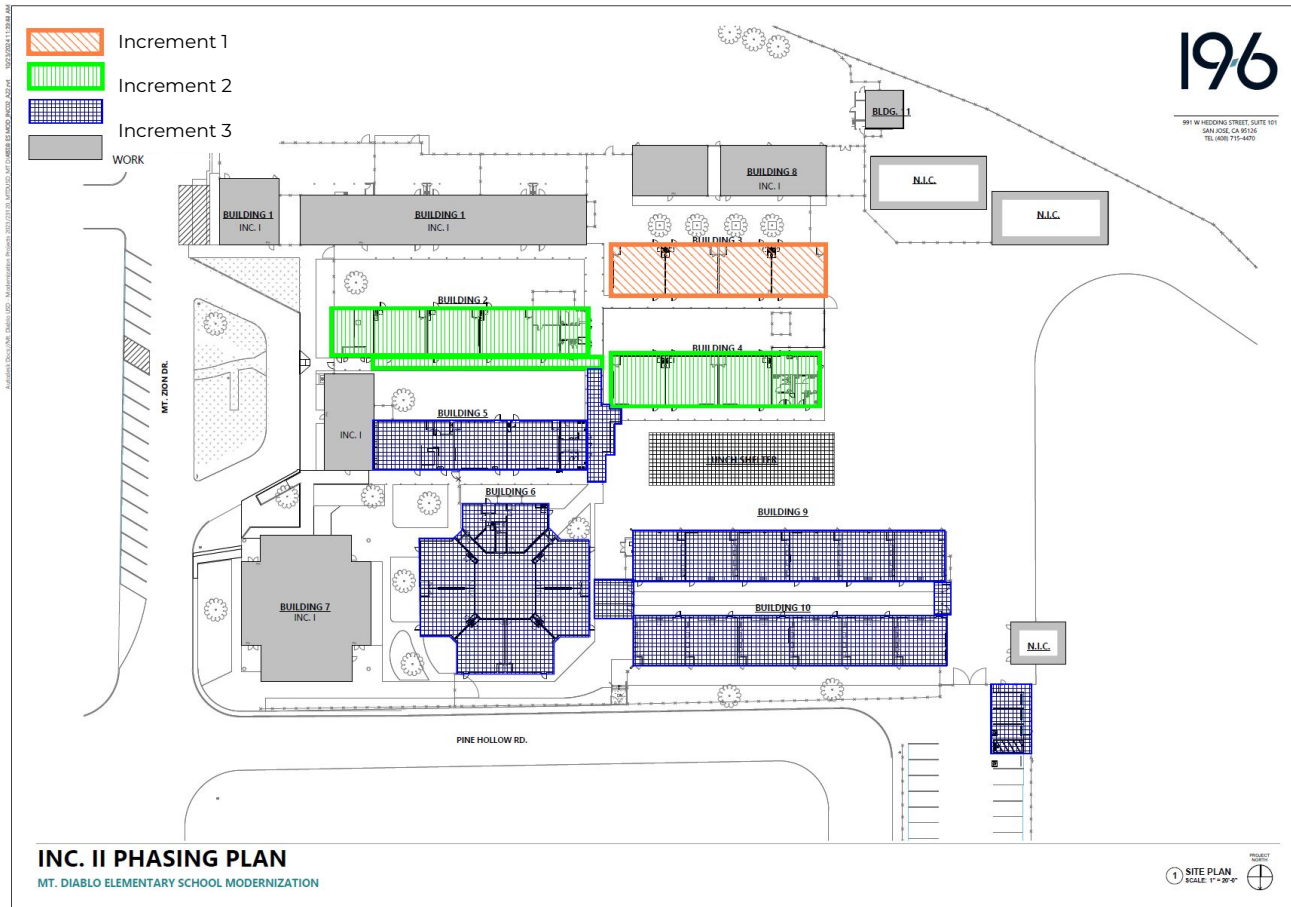 Increment 1
Increment 2
Increment 3
WORK
196
991 W HEDDING STREET, SUITE 101
SAN JOSE, CA 95126
TEL (408) 715-4470
BLDG. 11
BUILDING 8
INC. I
N.I.C.
N.I.C.
BUILDING 1
INC. I
BUILDING 1
INC. I
BUILDING 3
BUILDING 2
BUILDING 4
MT. ZION DR.
BUILDING 5
INC. I
LUNCH SHELTER
BUILDING 6
BUILDING 9
BUILDING 7
INC. I
BUILDING 10
N.I.C.
PINE HOLLOW RD.
INC. II PHASING PLAN
MT. DIABLO ELEMENTARY SCHOOL MODERNIZATION
1 SITE PLAN
SCALE: 1" = 20'-0"
PROJECT
NORTH